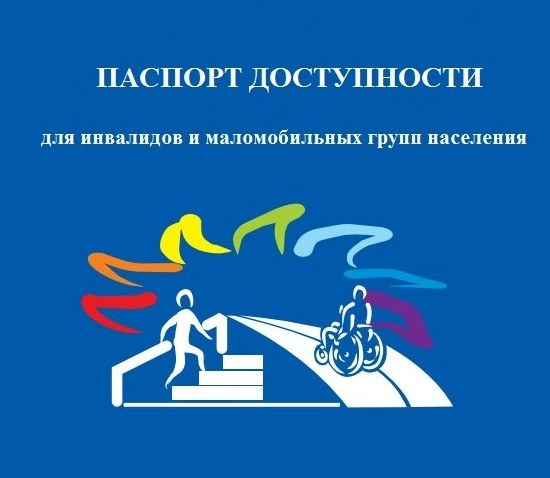 ПАСПОРТ ДОСТУПНОСТИ
для инвалидов и маломобильных групп населения